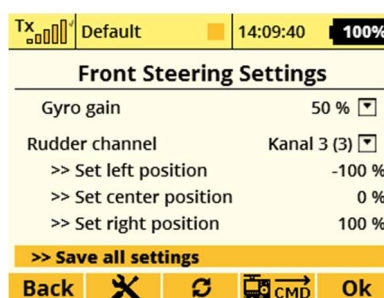 Tx Default 14:09:40 100%
Front Steering Settings
Gyro gain 50 %
Rudder channel Kanal 3 (3)
>> Set left position -100 %
>> Set center position 0 %
>> Set right position 100 %
>> Save all settings
Back CMD Ok